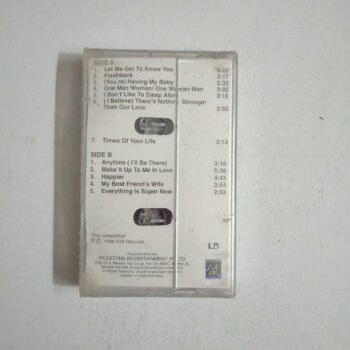 SIDE A
1. Let Me Get To Know You 3:20
2. Flashback 3:17
3. (You're) Having My Baby 2:33
4. One Man Woman/ One Woman Man 3:02
5. I Don't Like To Sleep Alone 3:15
6. ( I Believe) There's Nothing Stronger
Than Our Love 2:50
7. Times Of Your Life 3:13
SIDE B
1. Anytime ( I'll Be There) 3:16
2. Make It Up To Me in Love 5:36
3. Happier 4:43
4. My Best Friend's Wife 2:54
5. Everything Is Super Now 2:53
This compilation
P C 1996 EMI Records
MILESTONE ENTERTAINMENT PVT. LTD.